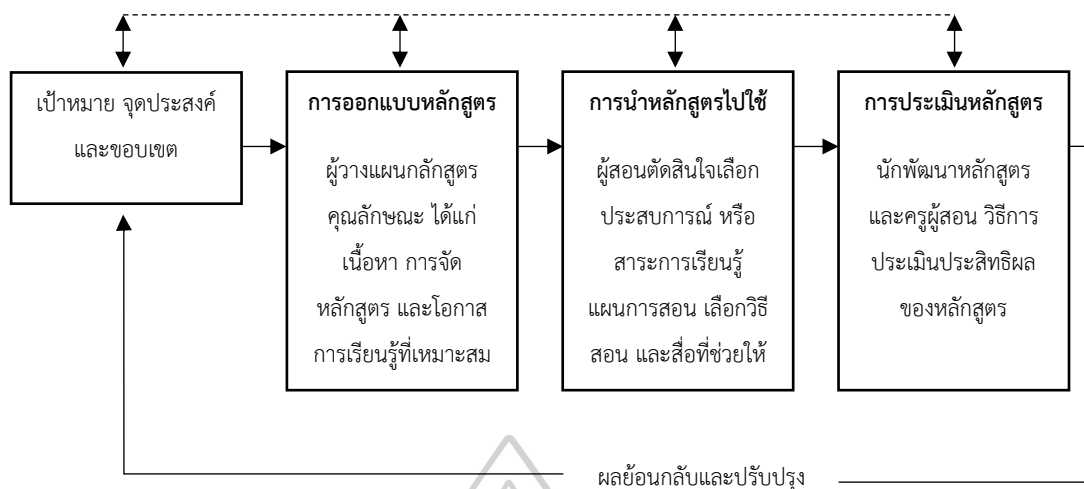 เป้าหมาย จุดประสงค์
และขอบเขต
การออกแบบหลักสูตร
ผู้วางแผนกลักสูตร
คุณลักษณะ ได้แก่
เนื้อหา การจัด
หลักสูตร และโอกาส
การเรียนรู้ที่เหมาะสม
การนำหลักสูตรไปใช้
ผู้สอนตัดสินใจเลือก
ประสบการณ์ หรือ
สาระการเรียนรู้
แผนการสอน เลือกวิธี
สอน และสื่อที่ช่วยให้
การประเมินหลักสูตร
นักพัฒนาหลักสูตร
และครูผู้สอน วิธีการ
ประเมินประสิทธิผล
ของหลักสูตร
ผลย้อนกลับและปรับปรุง